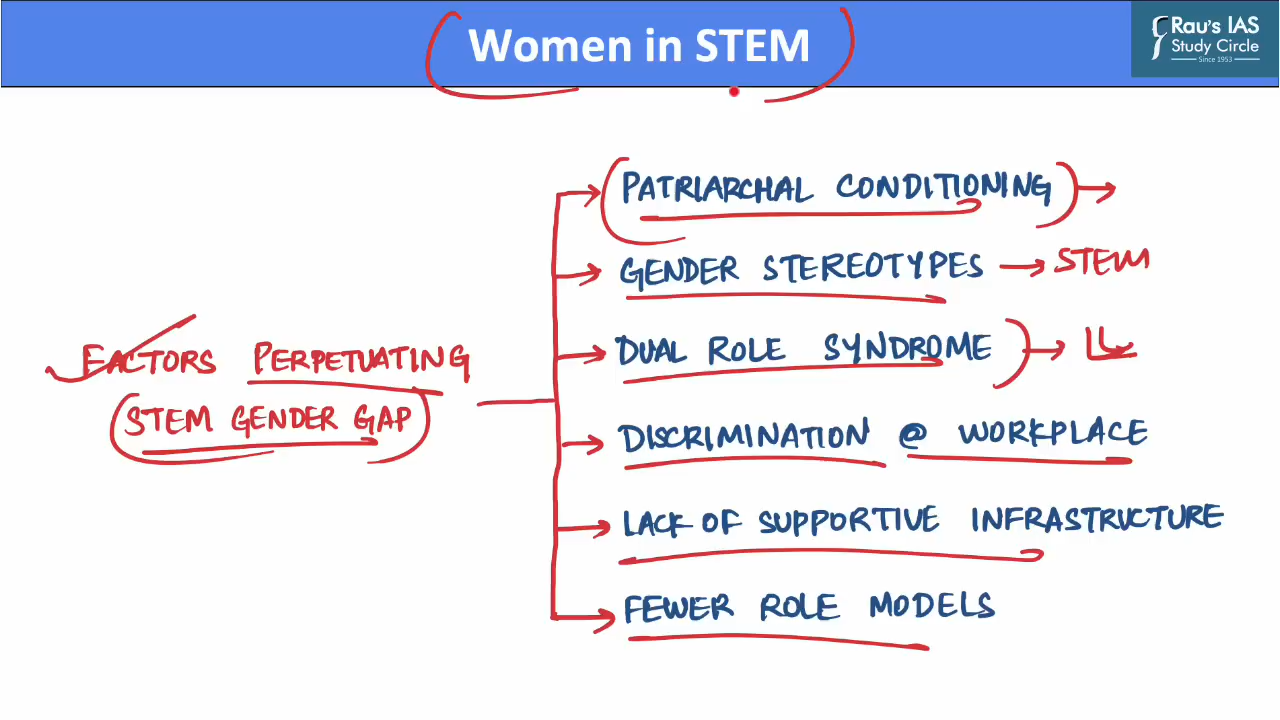 Women in STEM
Rau's IAS
Study Circle
Since 1953
PATRIARCHAL CONDITIONING
GENDER STEREOTYPES → STEM
FACTORS PERPETUATING
STEM GENDER GAP
DUAL ROLE SYNDROME →
DISCRIMINATION @ WORKPLACE
LACK OF SUPPORTIVE INFRASTRUCTURE
FEWER ROLE MODELS